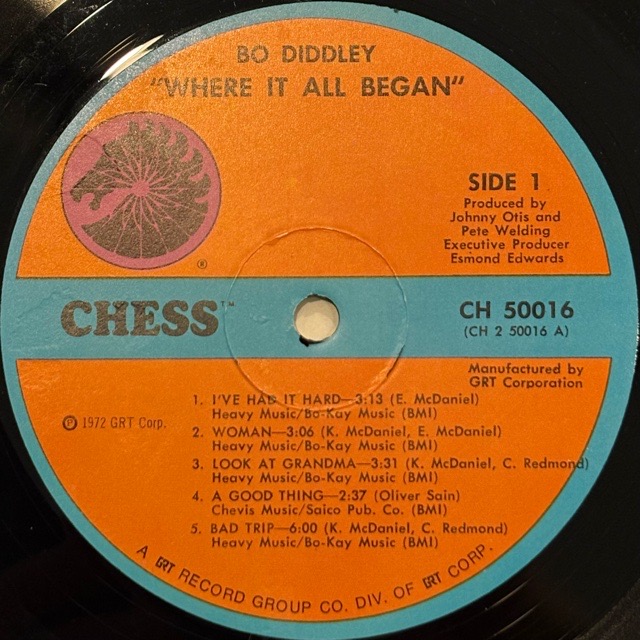 BO DIDDLEY
"WHERE IT ALL BEGAN"
SIDE 1
Produced by
Johnny Otis and
Pete Welding
Executive Producer
Esmond Edwards
®
CHESS™
CH 50016
(CH 2 50016 A)
Manufactured by
GRT Corporation
℗ 1972 GRT Corp.
1. I'VE HAD IT HARD—3:13 (E. McDaniel)
Heavy Music/Bo-Kay Music (BMI)
2. WOMAN—3:06 (K. McDaniel, E. McDaniel)
Heavy Music/Bo-Kay Music (BMI)
3. LOOK AT GRANDMA—3:31 (K. McDaniel, C. Redmond)
Heavy Music/Bo-Kay Music (BMI)
4. A GOOD THING—2:37 (Oliver Sain)
Chevis Music/Saico Pub. Co. (BMI)
5. BAD TRIP—6:00 (K. McDaniel, C. Redmond)
Heavy Music/Bo-Kay Music (BMI)
A GRT RECORD GROUP CO. DIV. OF GRT CORP.